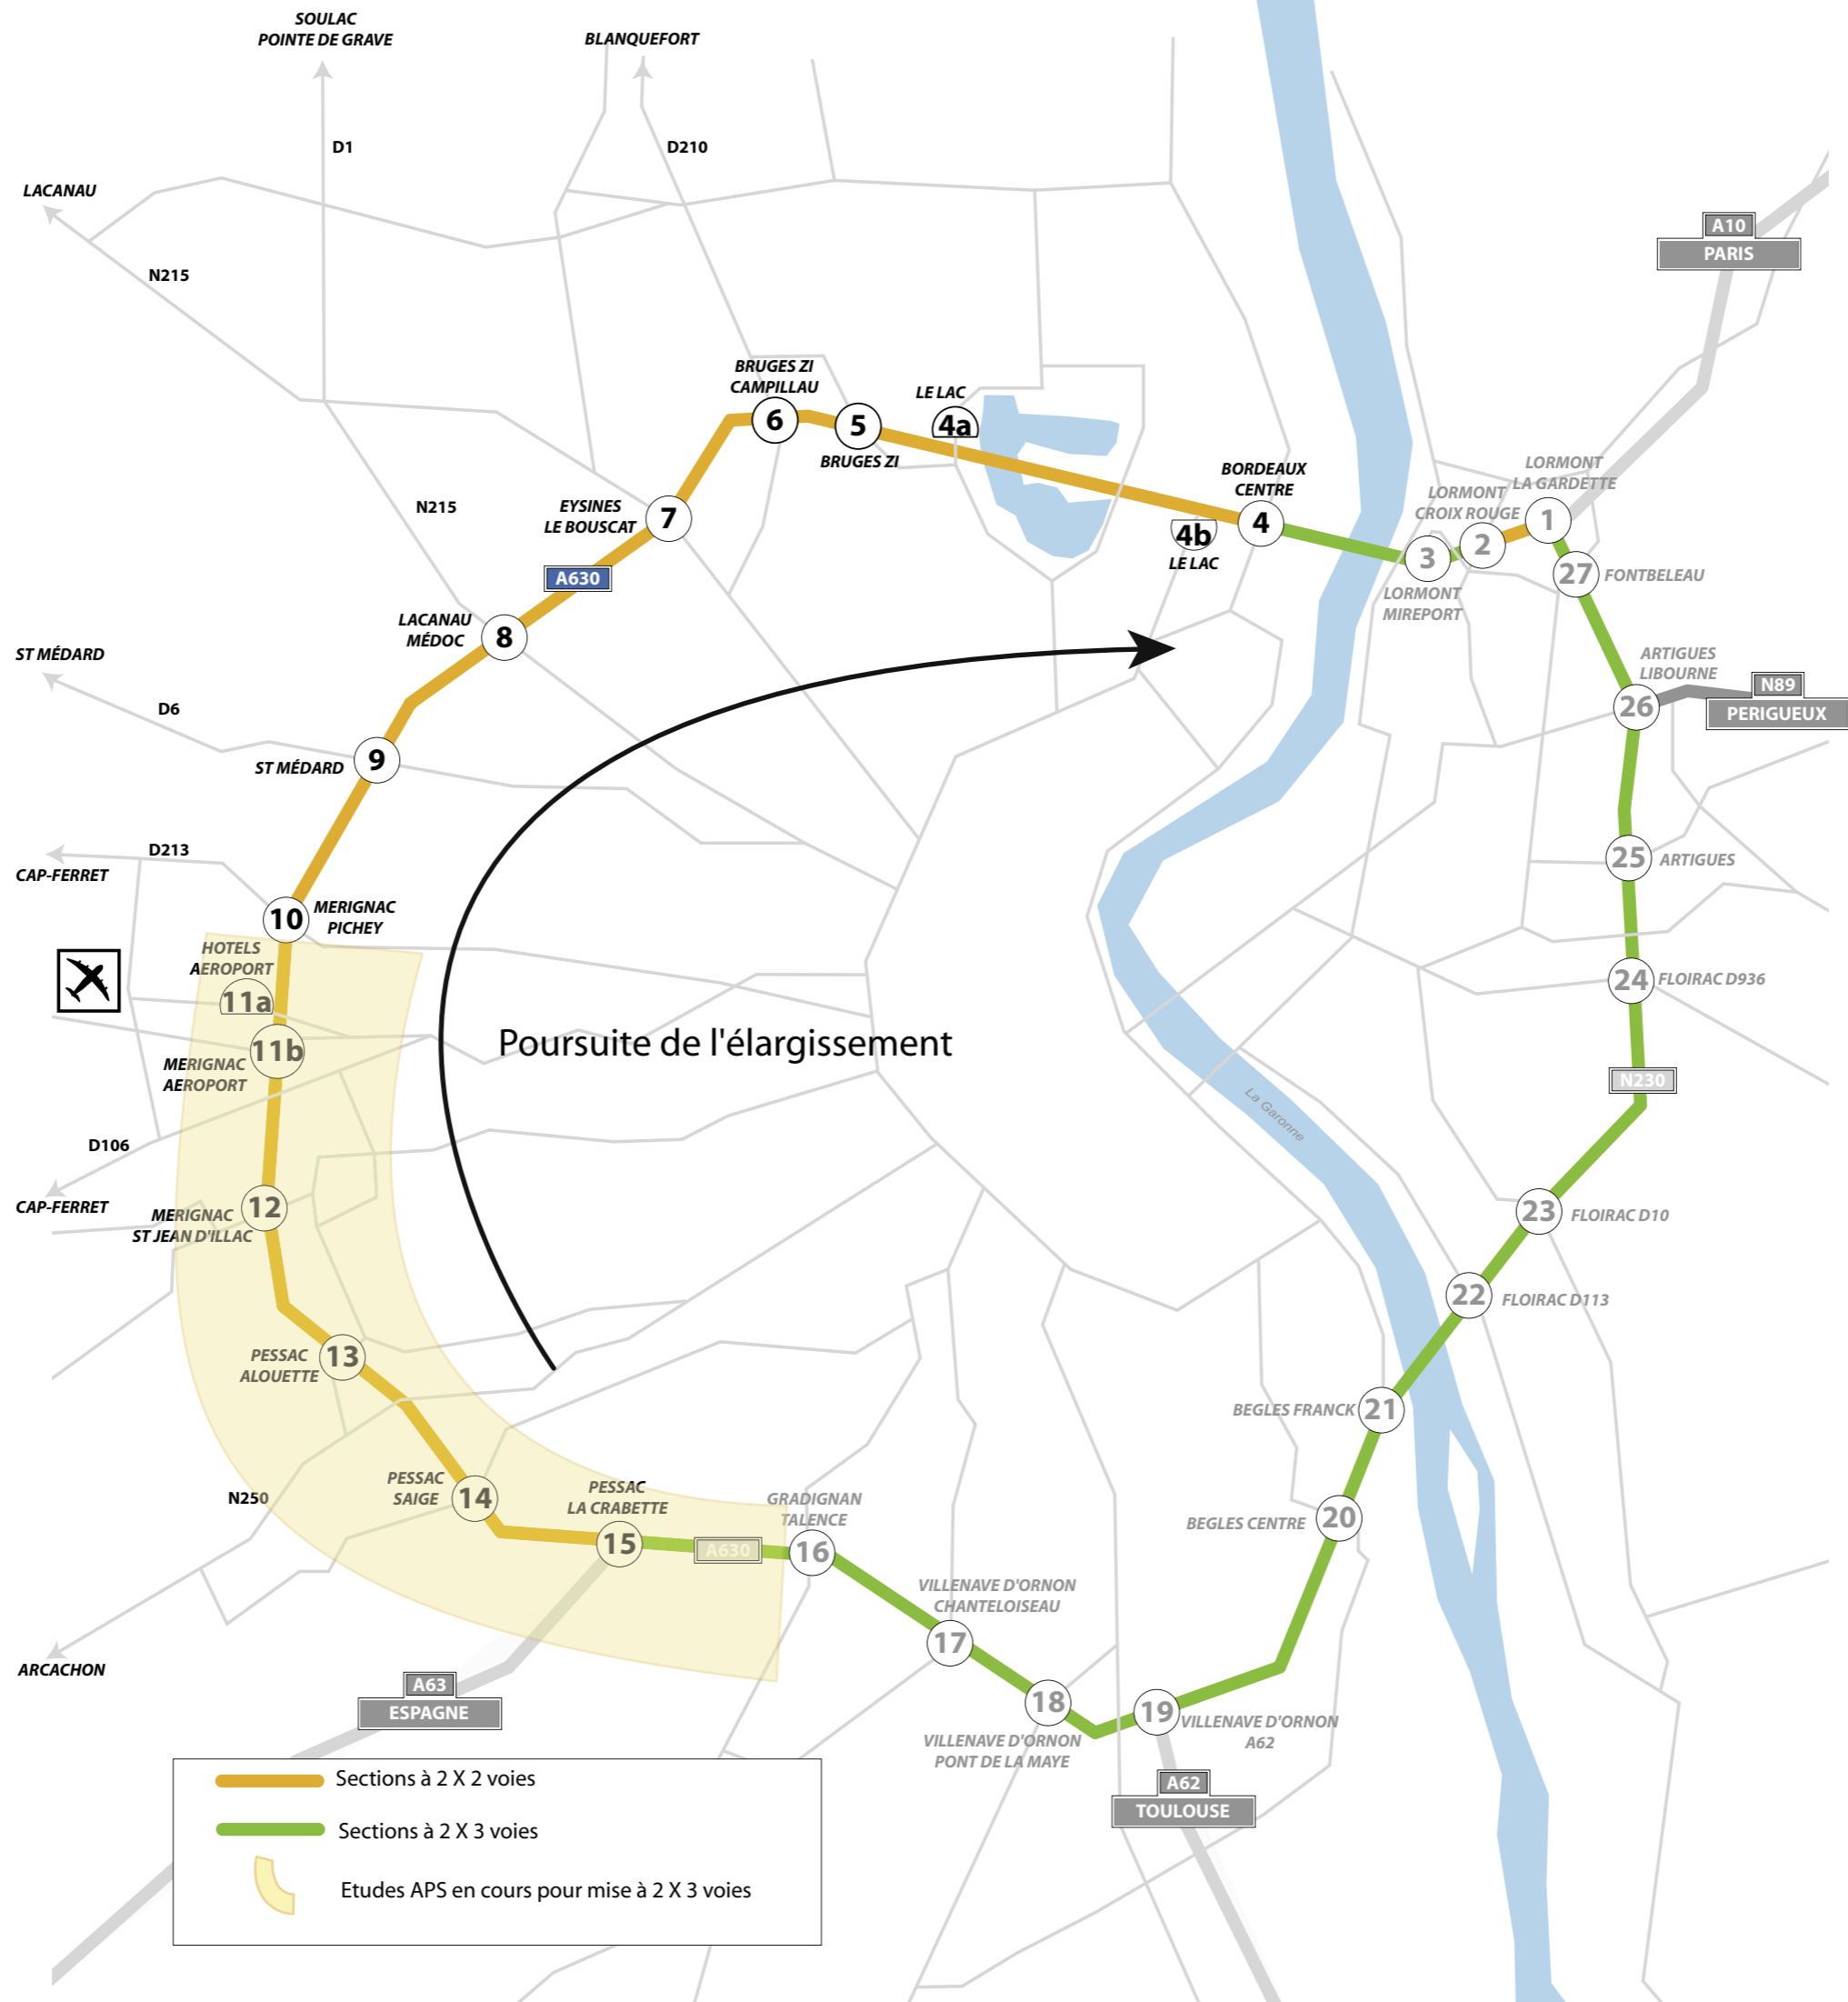 SOULAC
POINTE DE GRAVE
BLANQUEFORT
D1
D210
LACANAU
N215
A10
PARIS
BRUGES ZI
CAMPILLAU
6
5
BRUGES ZI
LE LAC
4a
BORDEAUX
CENTRE
4
4b
LE LAC
LORMONT
LA GARDETTE
1
LORMONT
CROIX ROUGE
2
3
LORMONT
MIREPORT
27
FONTBELEAU
EYSINES
LE BOUSCAT
7
N215
A630
LACANAU
MÉDOC
8
ST MÉDARD
D6
ST MÉDARD
9
ARTIGUES
LIBOURNE
26
N89
PERIGUEUX
D213
CAP-FERRET
10
MERIGNAC
PICHEY
25
ARTIGUES
HOTELS
AEROPORT
11a
11b
MERIGNAC
AEROPORT
Poursuite de l'élargissement
24
FLOIRAC D936
N230
La Garonne
D106
CAP-FERRET
12
MERIGNAC
ST JEAN D'ILLAC
23
FLOIRAC D10
22
FLOIRAC D113
PESSAC
ALOUETTE
13
BEGLES FRANCK
21
PESSAC
SAIGE
14
N250
PESSAC
LA CRABETTE
15
A630
GRADIGNAN
TALENCE
16
BEGLES CENTRE
20
VILLENAVE D'ORNON
CHANTELOISEAU
17
ARCACHON
A63
ESPAGNE
18
VILLENAVE D'ORNON
PONT DE LA MAYE
19
VILLENAVE D'ORNON
A62
A62
TOULOUSE
Sections à 2 X 2 voies
Sections à 2 X 3 voies
Etudes APS en cours pour mise à 2 X 3 voies